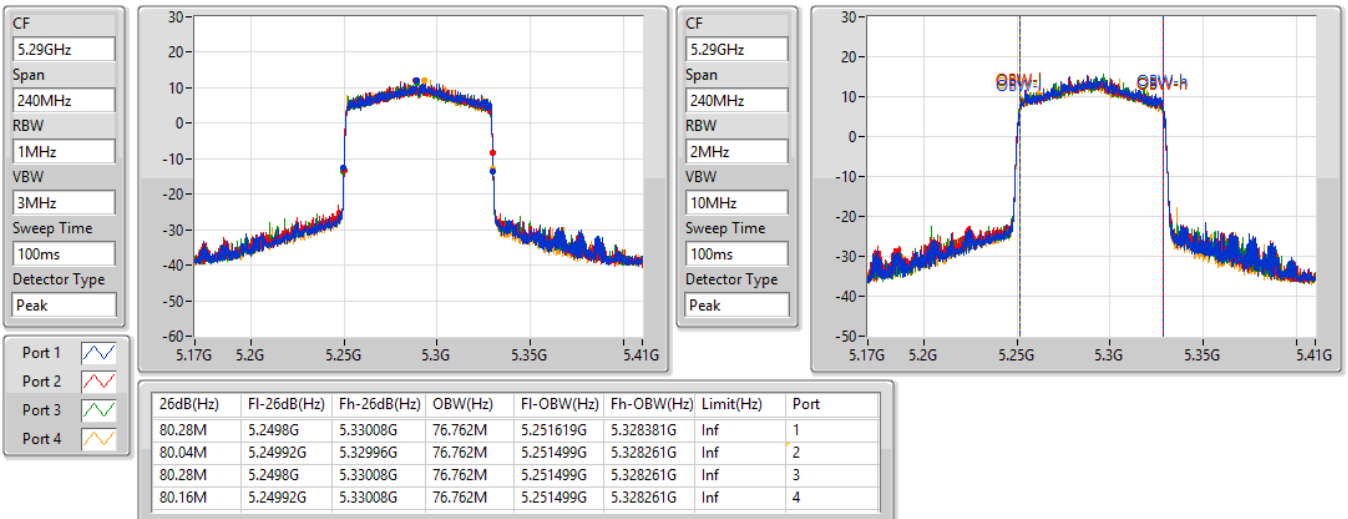 CF
5.29GHz
Span
240MHz
RBW
1MHz
VBW
3MHz
Sweep Time
100ms
Detector Type
Peak
30
20
10
0
-10
-20
-30
-40
-50
-60
5.17G 5.2G 5.25G 5.3G 5.35G 5.41G
CF
5.29GHz
Span
240MHz
RBW
2MHz
VBW
10MHz
Sweep Time
100ms
Detector Type
Peak
30
20
10
0
-10
-20
-30
-40
-50
OBW-l OBW-h
5.17G 5.2G 5.25G 5.3G 5.35G 5.41G
Port 1
Port 2
Port 3
Port 4
26dB(Hz) Fl-26dB(Hz) Fh-26dB(Hz) OBW(Hz) Fl-OBW(Hz) Fh-OBW(Hz) Limit(Hz) Port
80.28M 5.2498G 5.33008G 76.762M 5.251619G 5.328381G Inf 1
80.04M 5.24992G 5.32996G 76.762M 5.251499G 5.328261G Inf 2
80.28M 5.2498G 5.33008G 76.762M 5.251499G 5.328261G Inf 3
80.16M 5.24992G 5.33008G 76.762M 5.251499G 5.328261G Inf 4